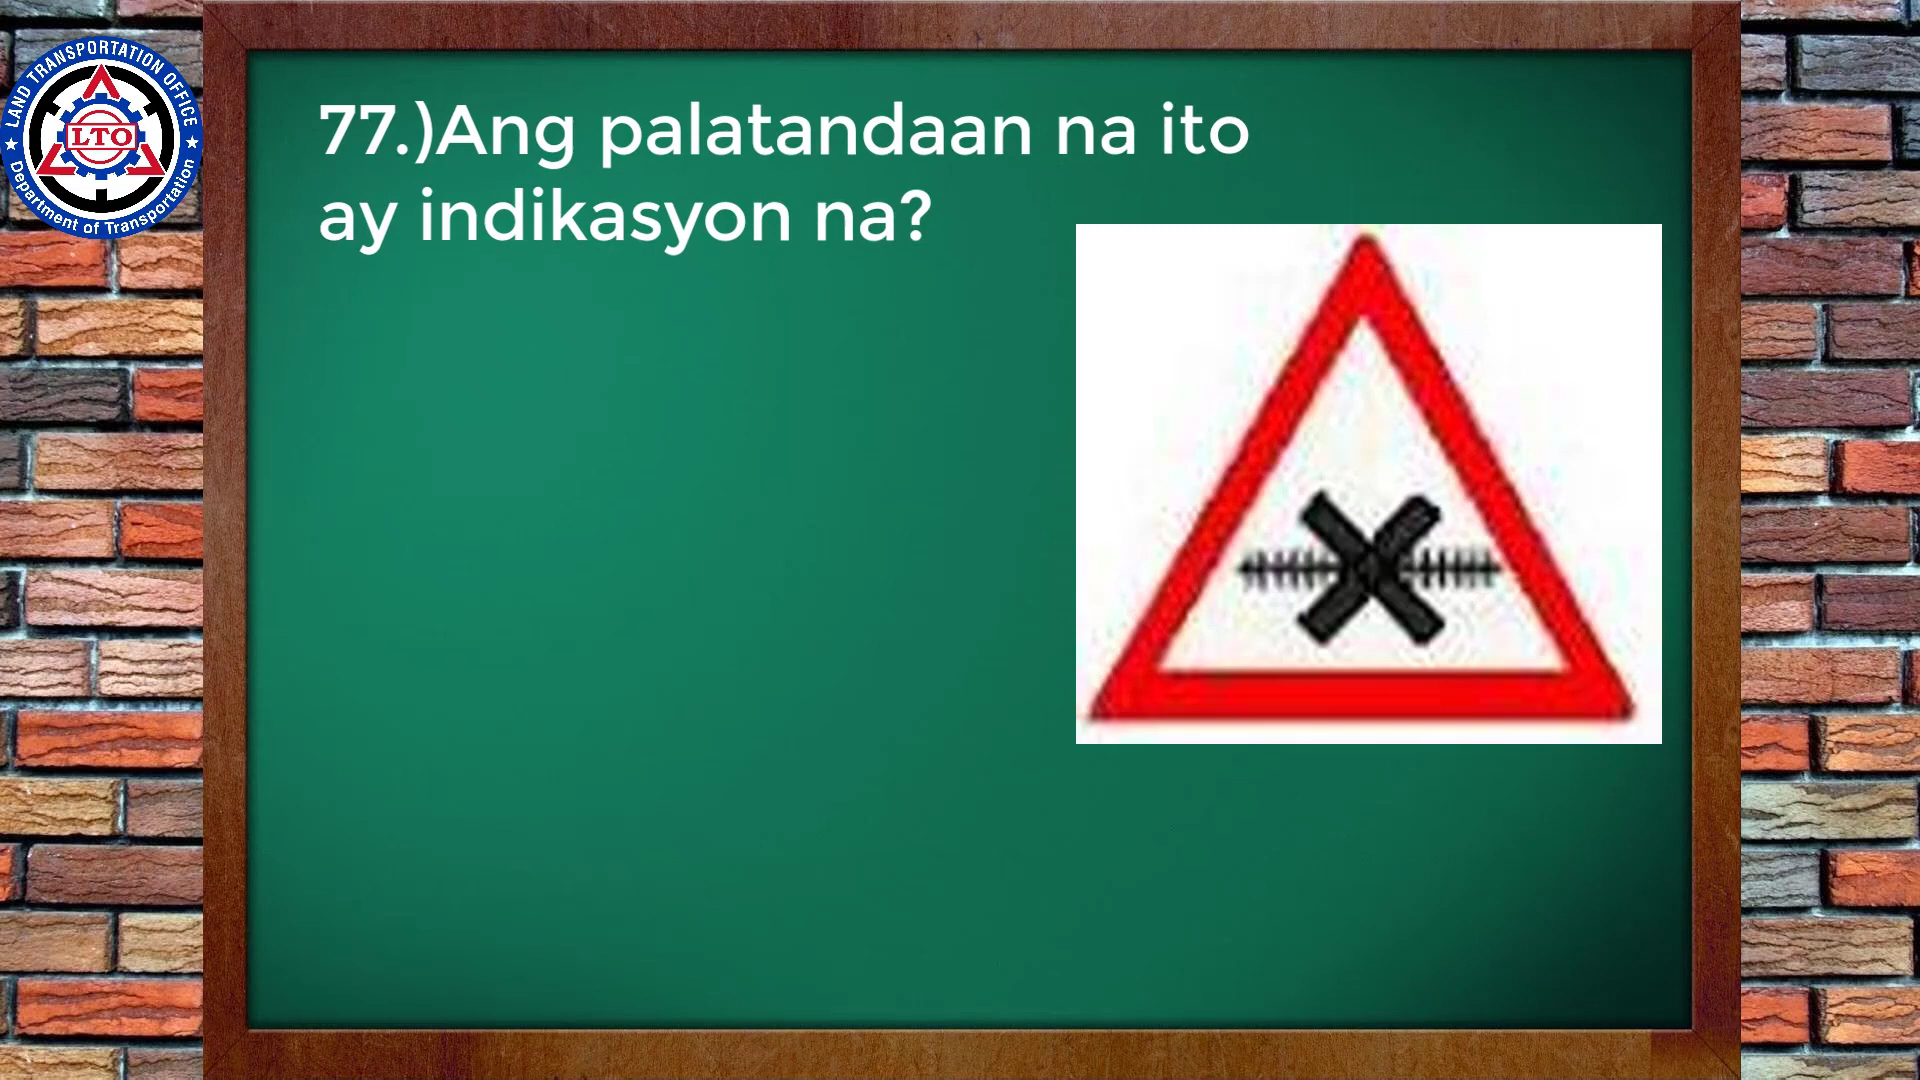 LAND TRANSPORTATION OFFICE
LTO
Department of Transportation
77.)Ang palatandaan na ito
ay indikasyon na?